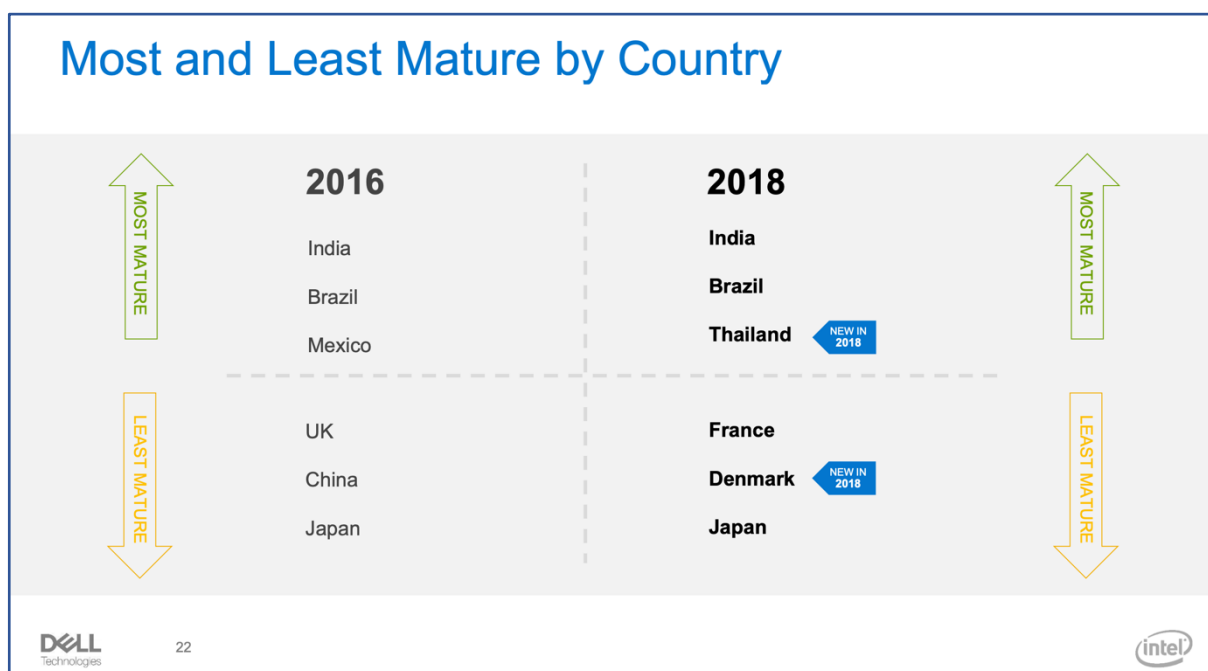 Most and Least Mature by Country
MOST MATURE
2016
India
Brazil
Mexico
2018
India
Brazil
Thailand
NEW IN
2018
MOST MATURE
LEAST MATURE
UK
China
Japan
France
Denmark
NEW IN
2018
Japan
LEAST MATURE
DELL
Technologies
22
intel